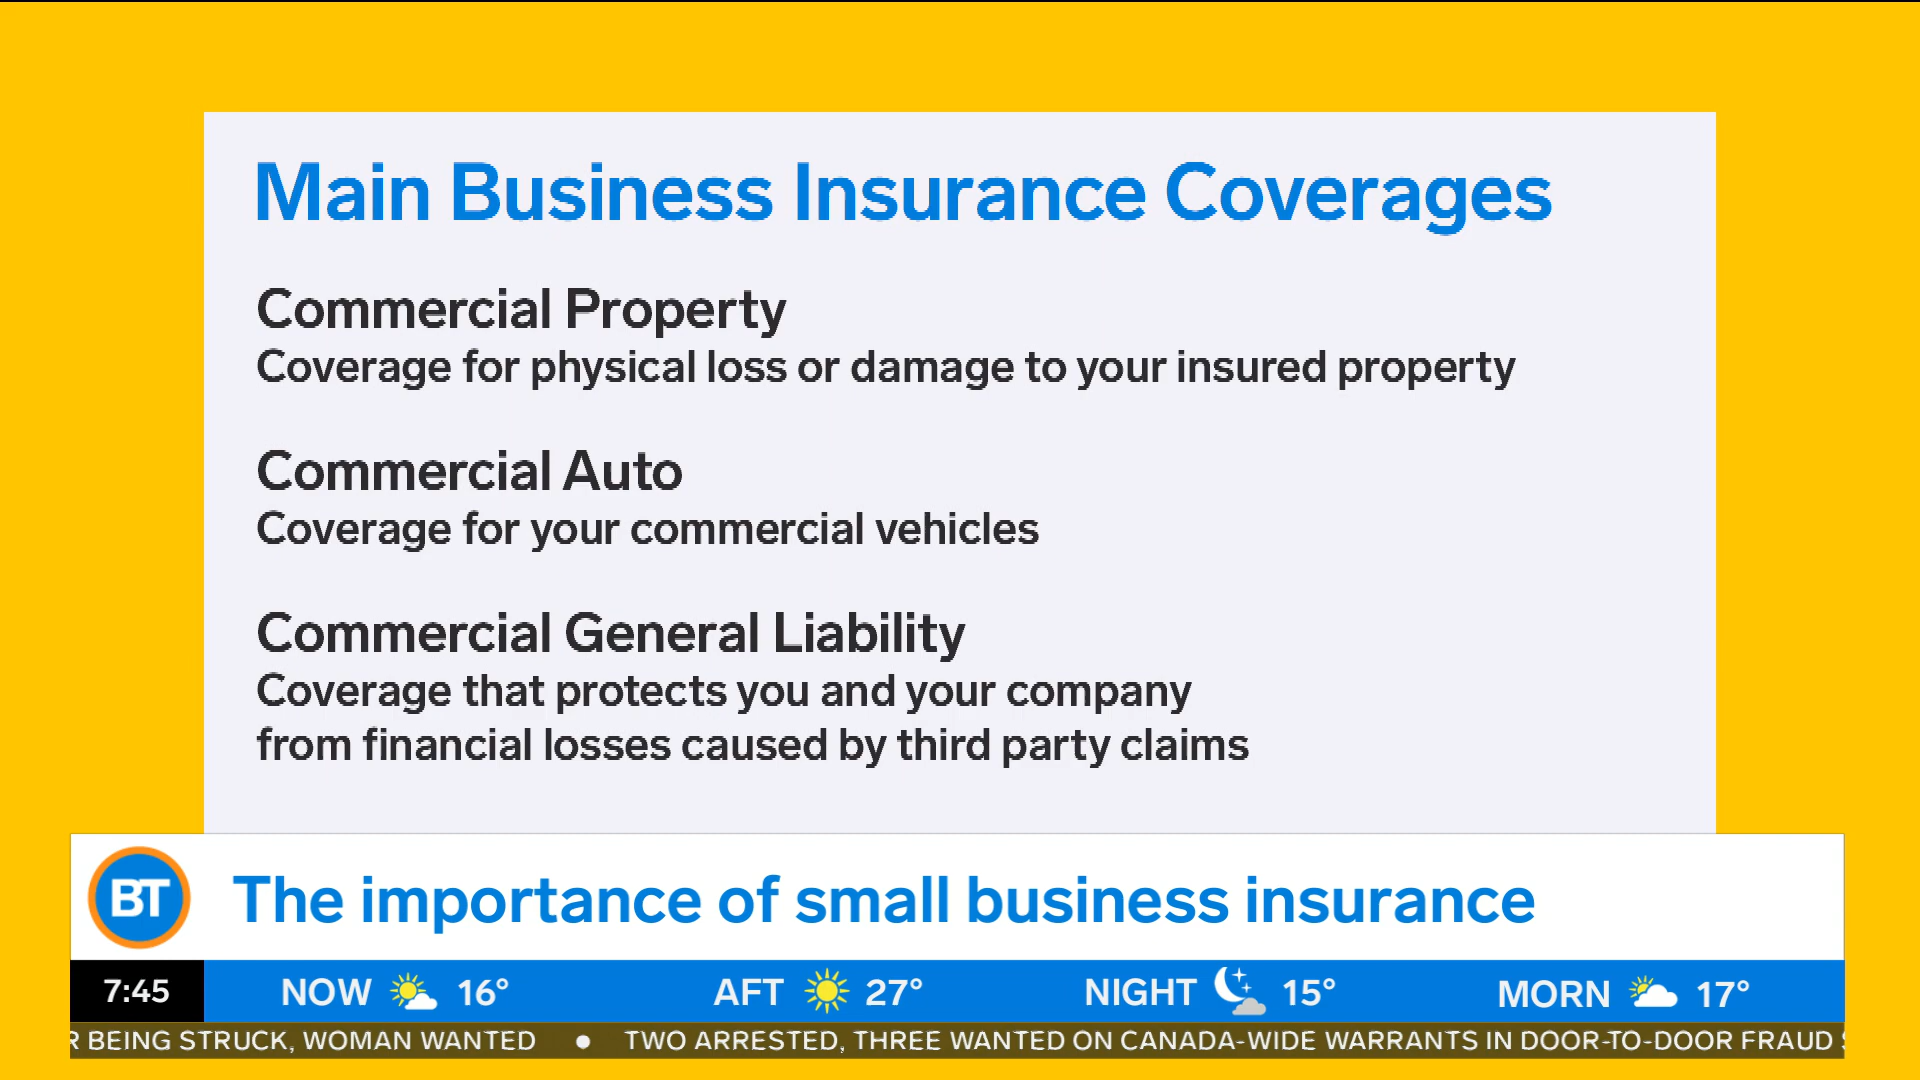 Main Business Insurance Coverages
Commercial Property
Coverage for physical loss or damage to your insured property
Commercial Auto
Coverage for your commercial vehicles
Commercial General Liability
Coverage that protects you and your company
from financial losses caused by third party claims
BT
The importance of small business insurance
7:45 NOW 16° AFT 27° NIGHT 15° MORN 17°
R BEING STRUCK, WOMAN WANTED • TWO ARRESTED, THREE WANTED ON CANADA-WIDE WARRANTS IN DOOR-TO-DOOR FRAUD